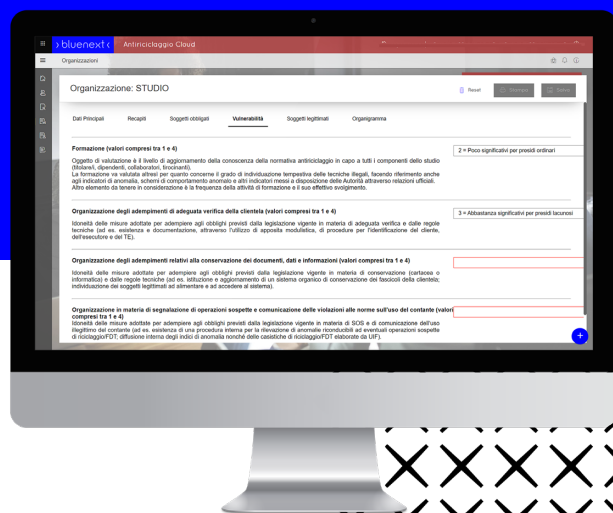 ›bluenext‹ Antiriciclaggio Cloud
Organizzazioni
Organizzazione: STUDIO
Reset Stampa Salva
Dati Principali Recapiti Soggetti obbligati Vulnerabilità Soggetti legittimati Organigramma
Formazione (valori compresi tra 1 e 4)
2 = Poco significativi per presidi ordinari
Oggetto di valutazione è il livello di aggiornamento della conoscenza della normativa antiriciclaggio in capo a tutti i componenti dello studio
(titolare/i, dipendenti, collaboratori, tirocinanti).
La formazione va valutata altresì per quanto concerne il grado di individuazione tempestiva delle tecniche illegali, facendo riferimento anche
agli indicatori di anomalia, schemi di comportamento anomalo e altri indicatori messi a disposizione delle Autorità attraverso relazioni ufficiali.
Altro elemento da tenere in considerazione è la frequenza della attività di formazione e il suo effettivo svolgimento.
Organizzazione degli adempimenti di adeguata verifica della clientela (valori compresi tra 1 e 4)
3 = Abbastanza significativi per presidi lacunosi
Idoneità delle misure adottate per adempiere agli obblighi previsti dalla legislazione vigente in materia di adeguata verifica e dalle regole
tecniche (ad es. esistenza e documentazione, attraverso l'utilizzo di apposita modulistica, di procedure per l'identificazione del cliente,
dell'esecutore e del TE).
Organizzazione degli adempimenti relativi alla conservazione dei documenti, dati e informazioni (valori compresi tra 1 e 4)
Idoneità delle misure adottate per adempiere agli obblighi previsti dalla legislazione vigente in materia di conservazione (cartacea o
informatica) e dalle regole tecniche (ad es. istituzione e aggiornamento di un sistema organico di conservazione dei fascicoli della clientela;
individuazione dei soggetti legittimati ad alimentare e ad accedere al sistema).
Organizzazione in materia di segnalazione di operazioni sospette e comunicazione delle violazioni alle norme sull'uso del contante (valori
compresi tra 1 e 4)
Idoneità delle misure adottate per adempiere agli obblighi previsti dalla legislazione vigente in materia di SOS e di comunicazione dell'uso
illegittimo del contante (ad es. esistenza di una procedura interna per la rilevazione di anomalie riconducibili ad eventuali operazioni sospette
di riciclaggio/FDT; diffusione interna degli indici di anomalia nonché delle casistiche di riciclaggio/FDT elaborate da UIF).